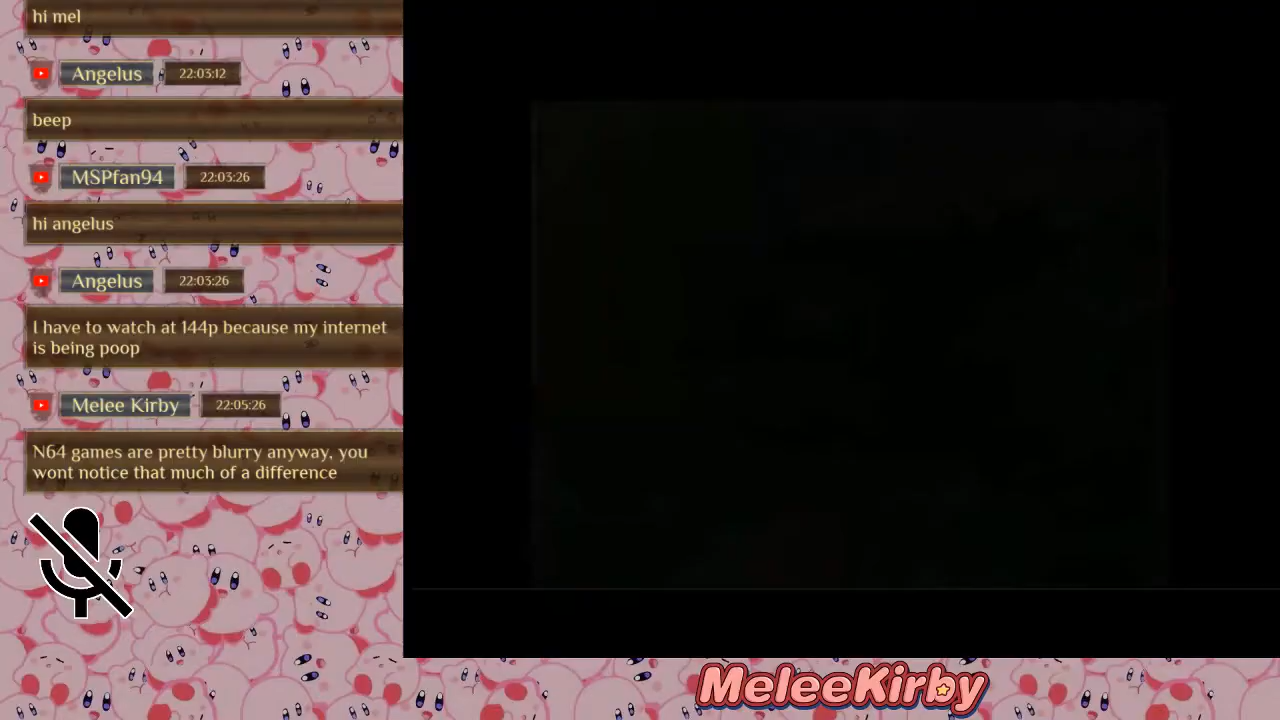 hi mel
Angelus 22:03:12
beep
MSPfan94 22:03:26
hi angelus
Angelus 22:03:26
I have to watch at 144p because my internet
is being poop
Melee Kirby 22:05:26
N64 games are pretty blurry anyway, you
wont notice that much of a difference
MeleeKirby